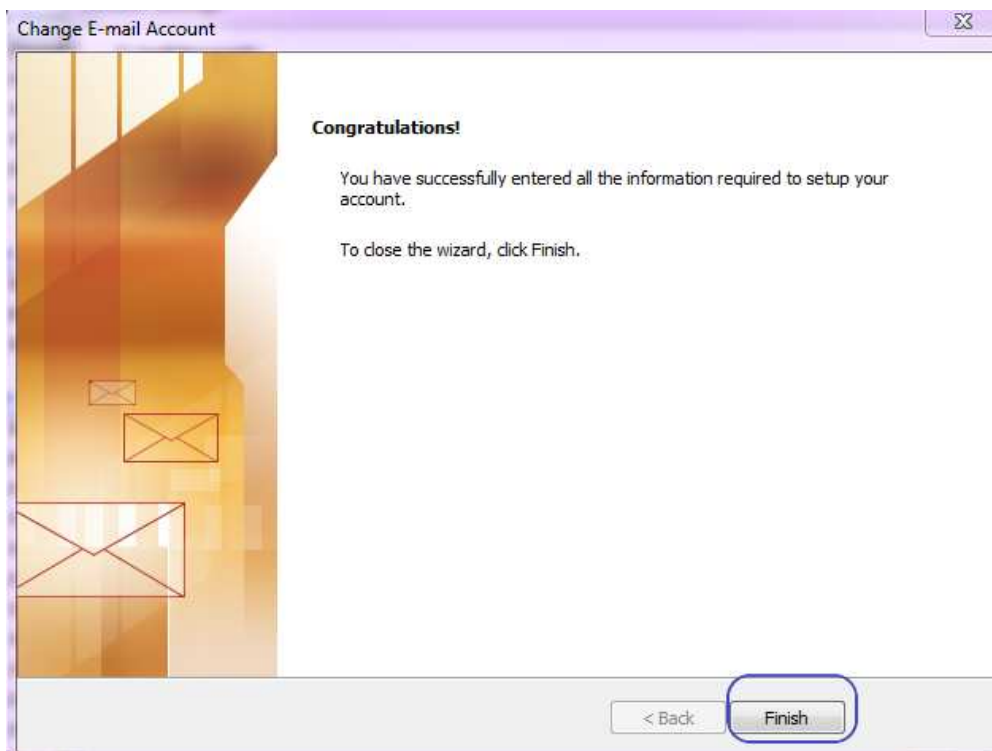 Change E-mail Account
Congratulations!
You have successfully entered all the information required to setup your
account.
To close the wizard, click Finish.
< Back
Finish